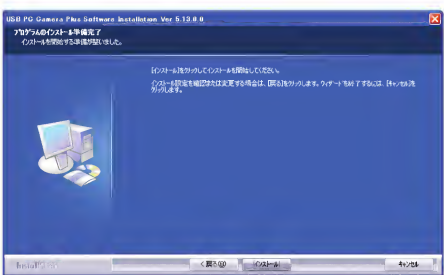 USB PC Camera Plus Software Installation Ver 5.13.0.0
プログラムのインストール準備完了
インストールを開始する準備が整いました。
[インストール]をクリックしてインストールを開始してください。
インストール設定を確認または変更する場合は、[戻る]をクリックします。ウィザードを終了するには、[キャンセル]を
クリックします。
InstallShield
< 戻る(B)
[インストール]
キャンセル